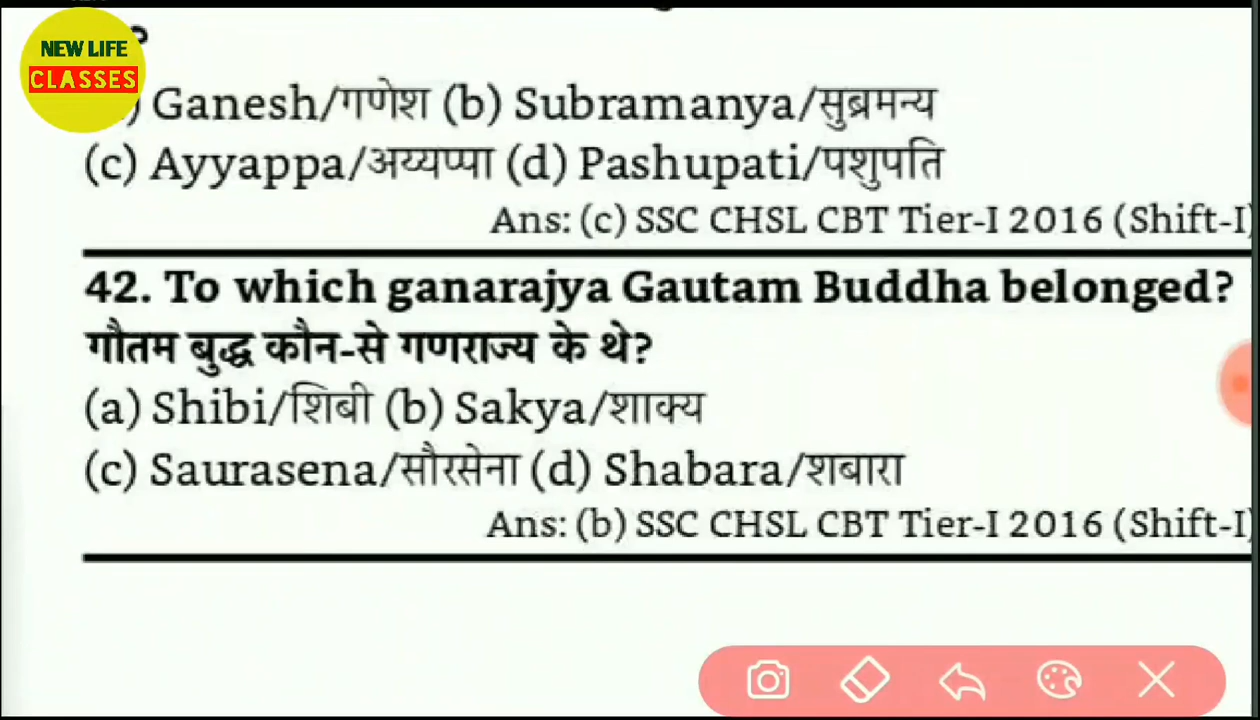 NEW LIFE
CLASSES
?
) Ganesh/गणेश (b) Subramanya/सुब्रमन्य
(c) Ayyappa/अय्यप्पा (d) Pashupati/पशुपति
Ans: (c) SSC CHSL CBT Tier-I 2016 (Shift-I)
42. To which ganarajya Gautam Buddha belonged?
गौतम बुद्ध कौन-से गणराज्य के थे?
(a) Shibi/शिबी (b) Sakya/शाक्य
(c) Saurasena/सौरसेना (d) Shabara/शबारा
Ans: (b) SSC CHSL CBT Tier-I 2016 (Shift-I)